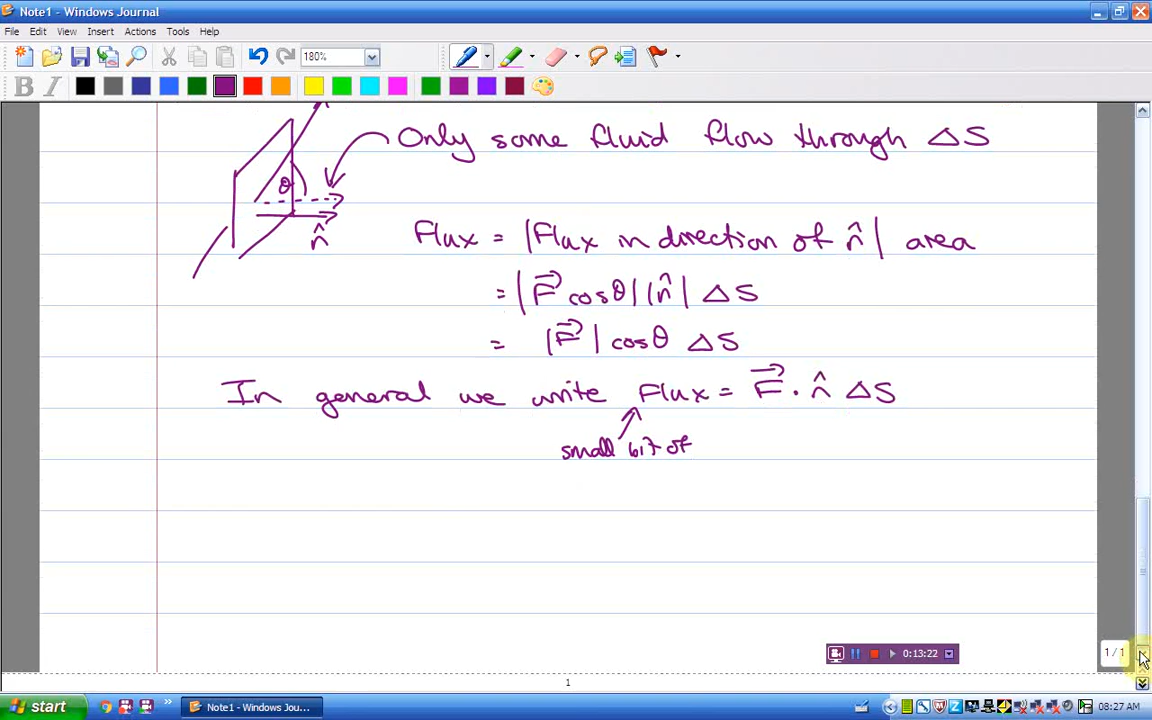 Note1 - Windows Journal
File Edit View Insert Actions Tools Help
180%
B I
Only some fluid flow through ΔS
θ
n̂
Flux = |Flux in direction of n̂| area
= |F⃗ cosθ| |n̂| ΔS
= |F⃗| cosθ ΔS
In general we write Flux = F⃗ · n̂ ΔS
small bit of
0:13:22
1 / 1
1
start
Note1 - Windows Jou...
08:27 AM